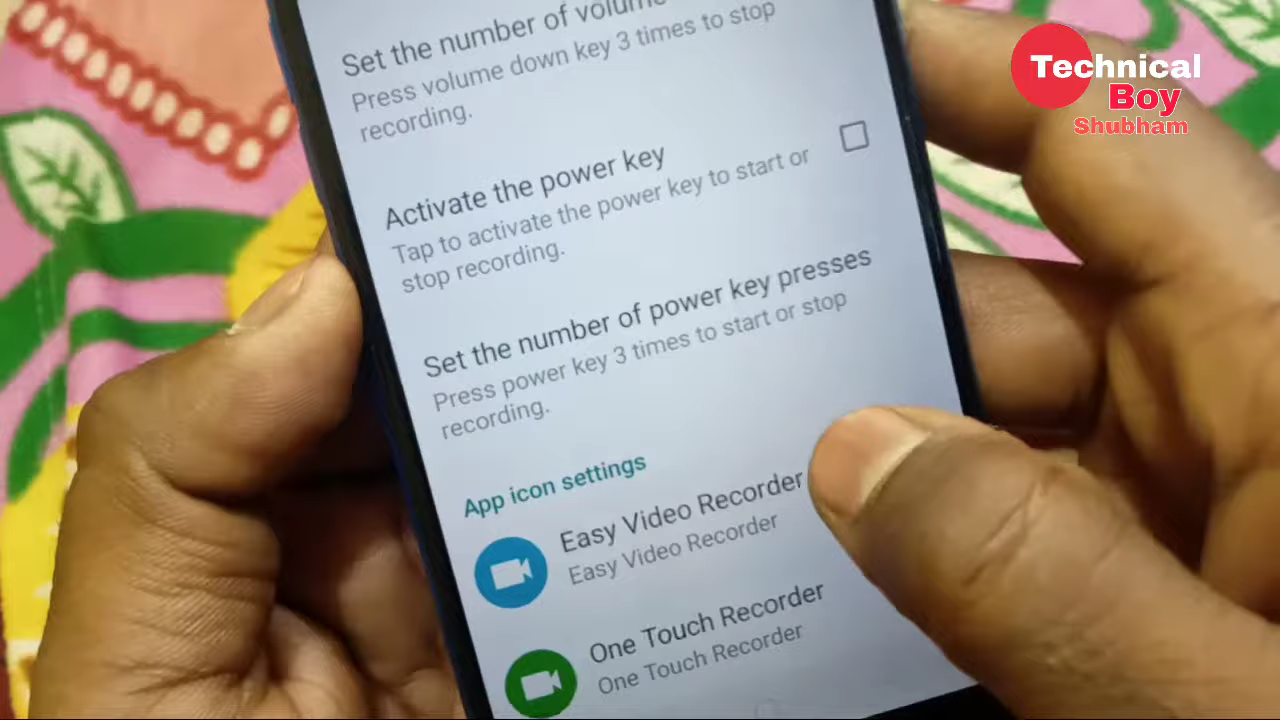 Set the number of volume
Press volume down key 3 times to stop
recording.
Activate the power key
Tap to activate the power key to start or
stop recording.
Set the number of power key presses
Press power key 3 times to start or stop
recording.
App icon settings
Easy Video Recorder
Easy Video Recorder
One Touch Recorder
One Touch Recorder
Technical
Boy
Shubham